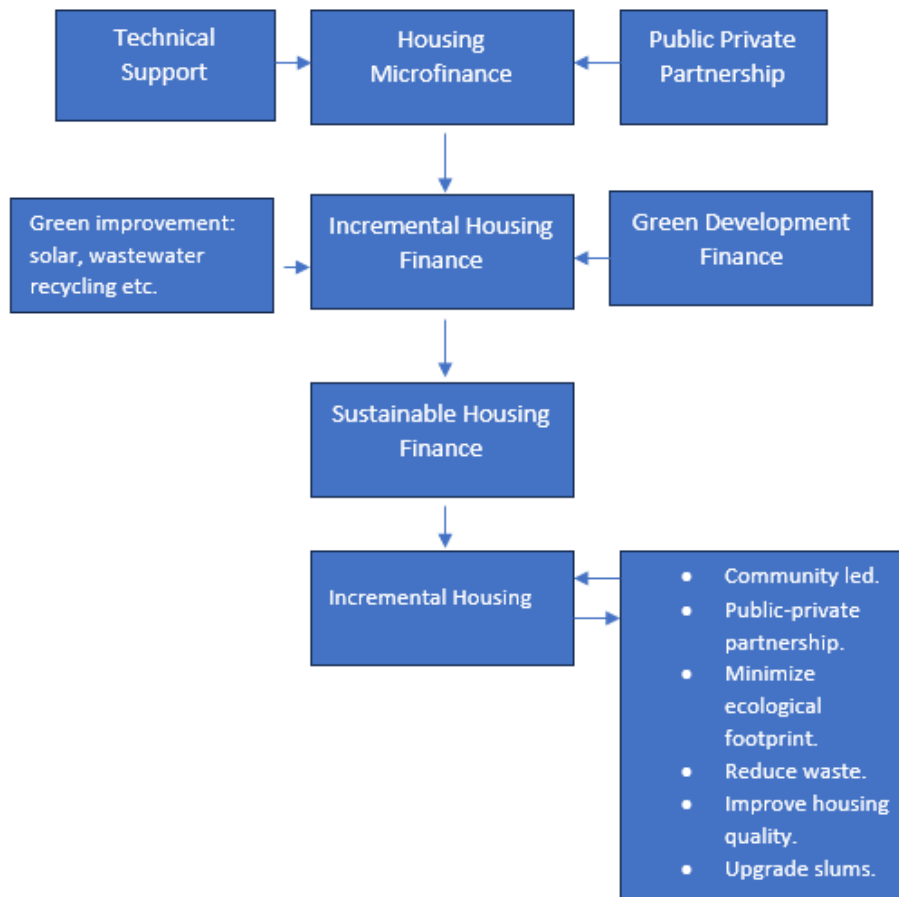 Technical
Support
Housing
Microfinance
Public Private
Partnership
Green improvement:
solar, wastewater
recycling etc.
Incremental Housing
Finance
Green Development
Finance
Sustainable Housing
Finance
Incremental Housing
• Community led.
• Public-private
partnership.
• Minimize
ecological
footprint.
• Reduce waste.
• Improve housing
quality.
• Upgrade slums.